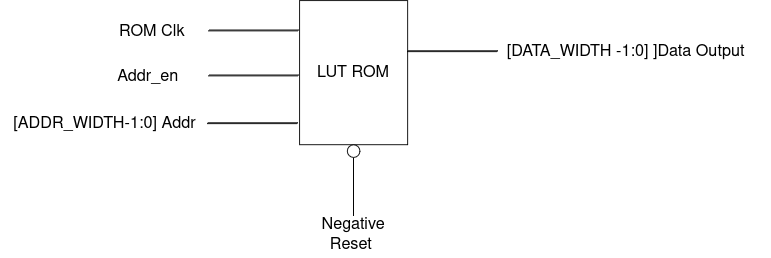 ROM Clk
[DATA_WIDTH -1:0] ]Data Output
Addr_en
LUT ROM
[ADDR_WIDTH-1:0] Addr
Negative
Reset